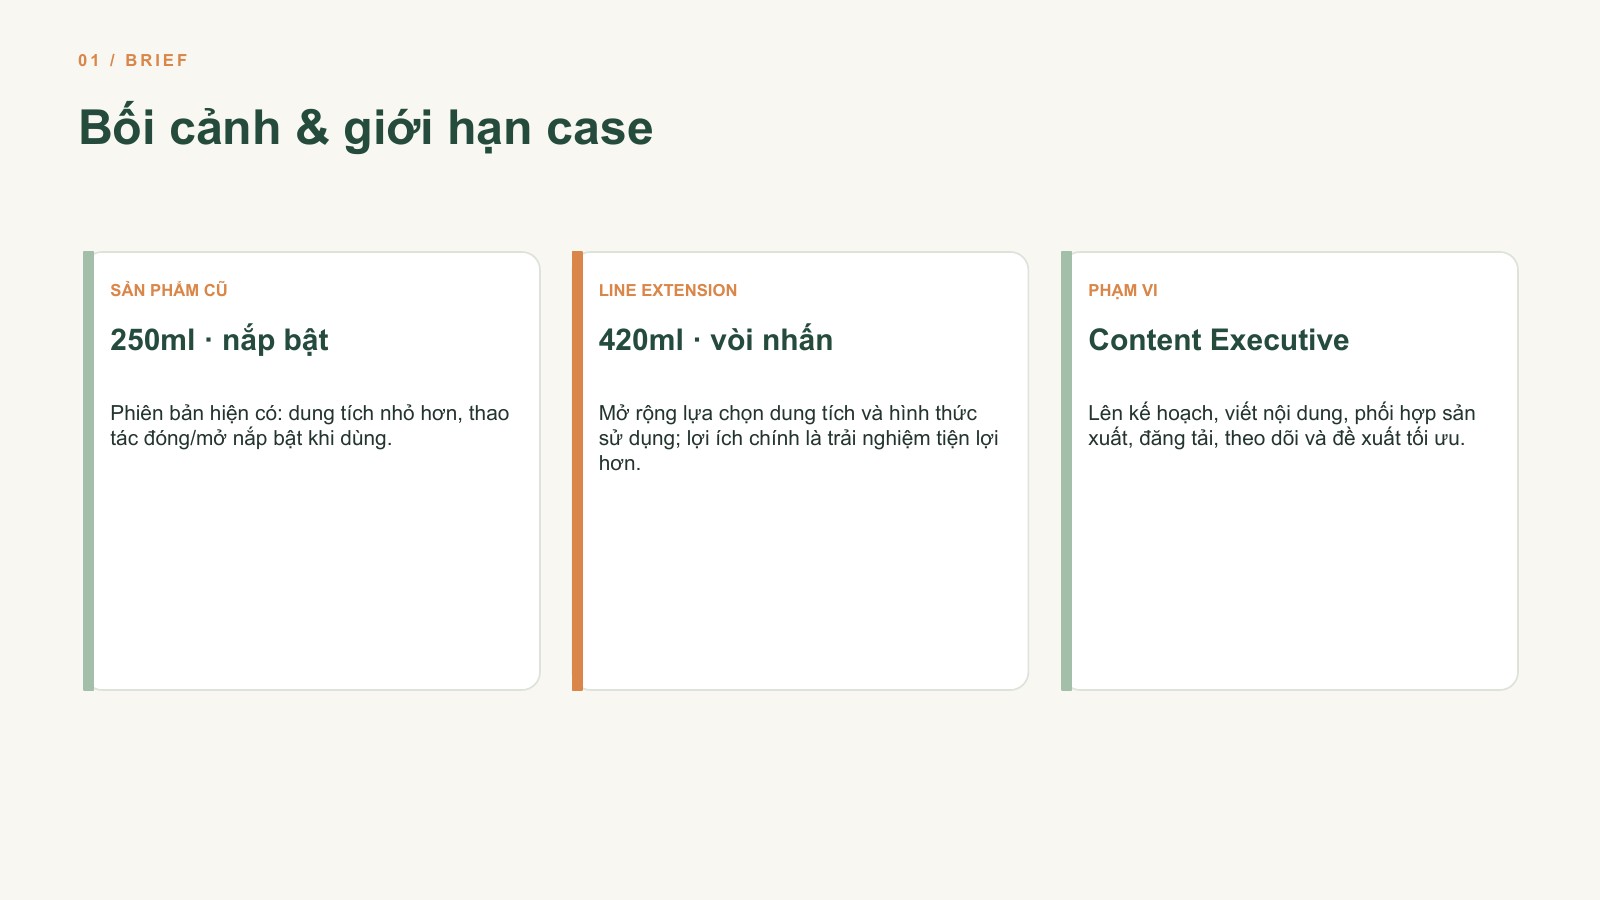 01 / BRIEF
Bối cảnh & giới hạn case
SẢN PHẨM CŨ
250ml · nắp bật
Phiên bản hiện có: dung tích nhỏ hơn, thao
tác đóng/mở nắp bật khi dùng.
LINE EXTENSION
420ml · vòi nhấn
Mở rộng lựa chọn dung tích và hình thức
sử dụng; lợi ích chính là trải nghiệm tiện lợi
hơn.
PHẠM VI
Content Executive
Lên kế hoạch, viết nội dung, phối hợp sản
xuất, đăng tải, theo dõi và đề xuất tối ưu.